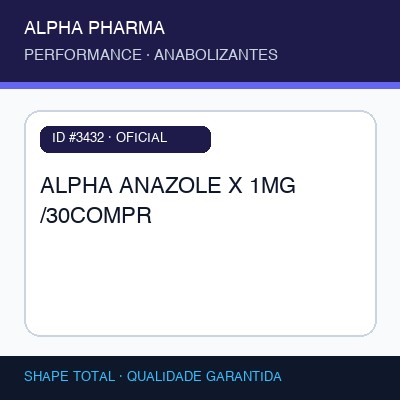 ALPHA PHARMA
PERFORMANCE · ANABOLIZANTES
ID #3432 · OFICIAL
ALPHA ANAZOLE X 1MG
/30COMPR
SHAPE TOTAL · QUALIDADE GARANTIDA